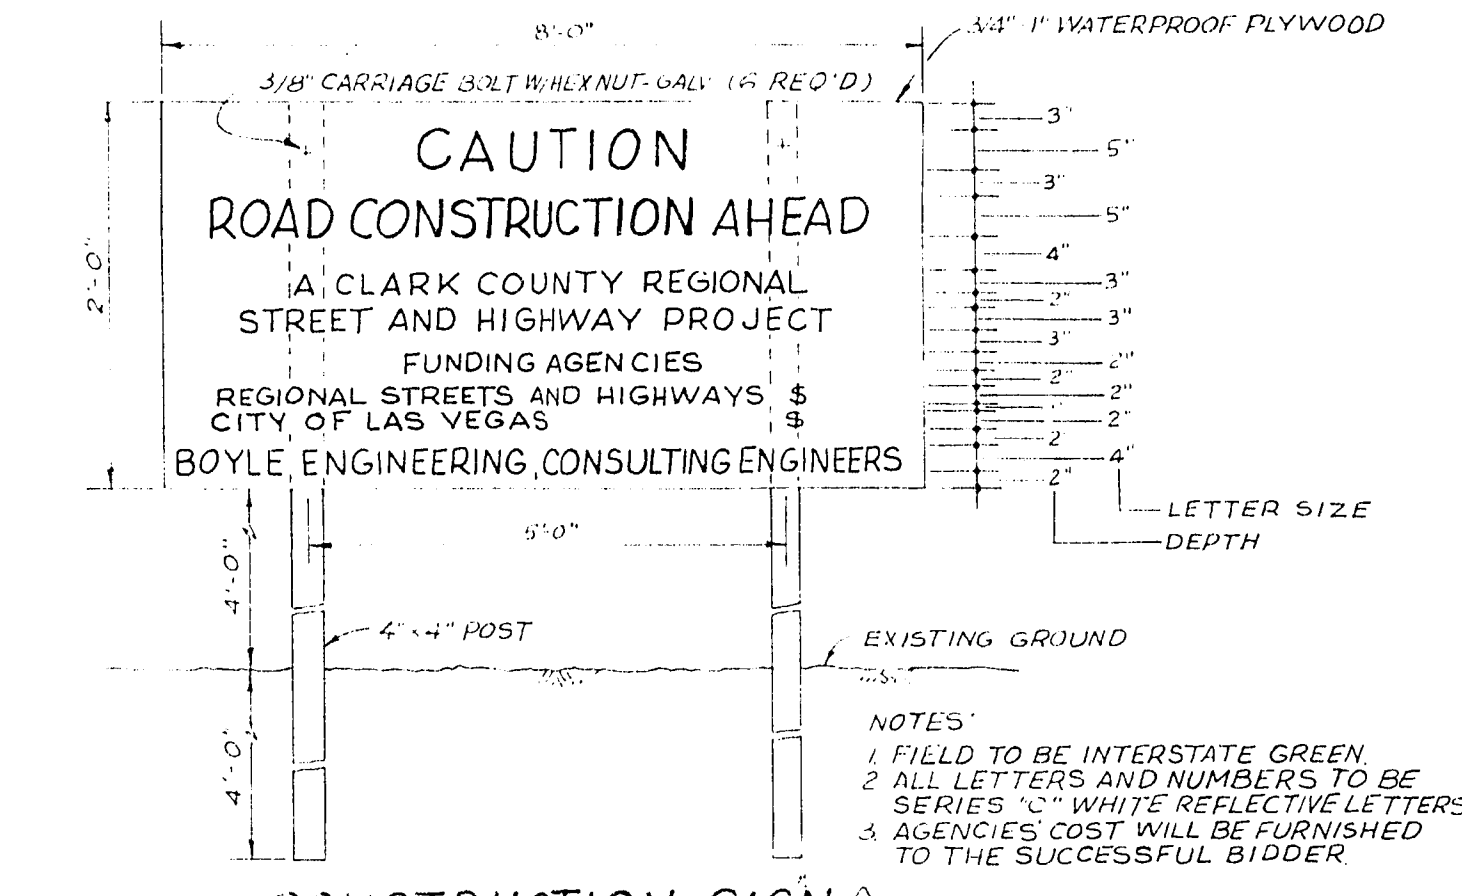 8'-0"
3/4"-1" WATERPROOF PLYWOOD
3/8" CARRIAGE BOLT W/HEX NUT-GALV (6 REQ'D)
CAUTION
ROAD CONSTRUCTION AHEAD
A CLARK COUNTY REGIONAL
STREET AND HIGHWAY PROJECT
FUNDING AGENCIES
REGIONAL STREETS AND HIGHWAYS $
CITY OF LAS VEGAS $
BOYLE ENGINEERING, CONSULTING ENGINEERS
2'-0"
3"
5"
3"
5"
4"
3"
2"
3"
3"
2"
2"
2"
2"
2
4"
2"
LETTER SIZE
DEPTH
5'-0"
4'-0"
4"x4" POST
EXISTING GROUND
4'-0'
NOTES:
1. FIELD TO BE INTERSTATE GREEN.
2 ALL LETTERS AND NUMBERS TO BE
SERIES "C" WHITE REFLECTIVE LETTERS
3. AGENCIES' COST WILL BE FURNISHED
TO THE SUCCESSFUL BIDDER.